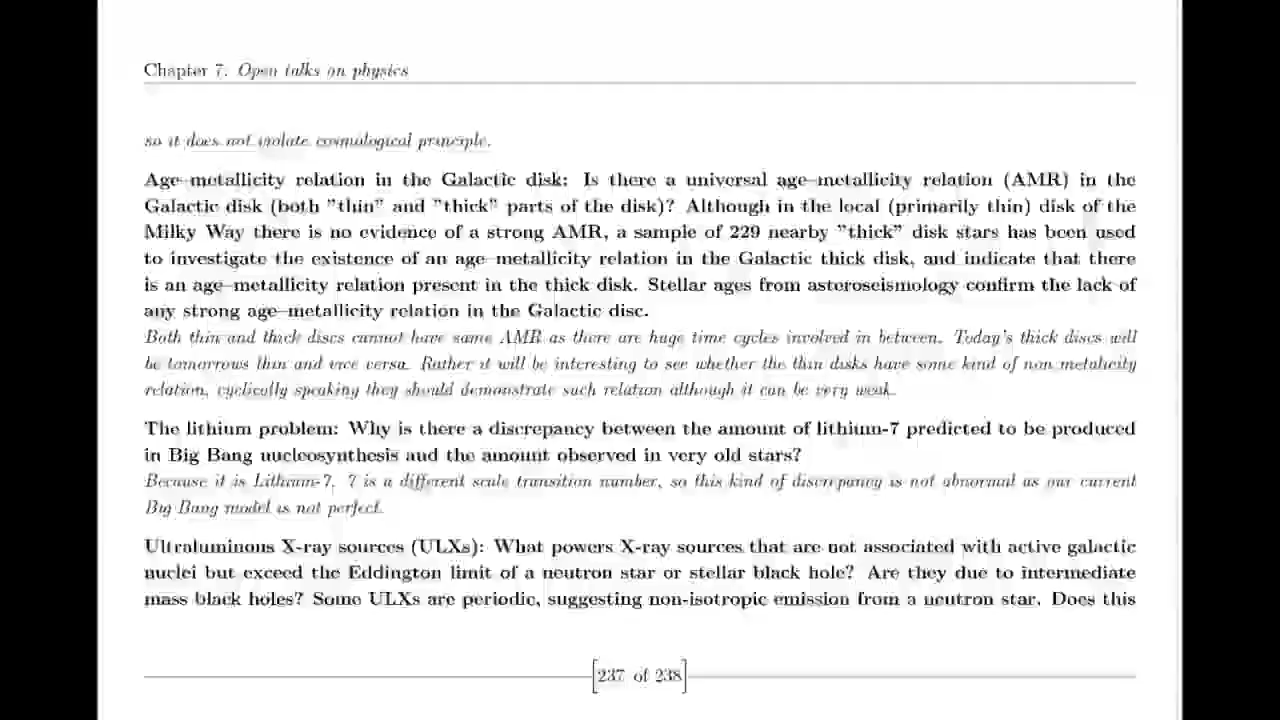 Chapter 7. Open talks on physics
so it does not violate cosmological principle.
Age–metallicity relation in the Galactic disk: Is there a universal age–metallicity relation (AMR) in the
Galactic disk (both "thin" and "thick" parts of the disk)? Although in the local (primarily thin) disk of the
Milky Way there is no evidence of a strong AMR, a sample of 229 nearby "thick" disk stars has been used
to investigate the existence of an age–metallicity relation in the Galactic thick disk, and indicate that there
is an age–metallicity relation present in the thick disk. Stellar ages from asteroseismology confirm the lack of
any strong age–metallicity relation in the Galactic disc.
Both thin and thick discs cannot have same AMR as there are huge time cycles involved in between. Today's thick discs will
be tomorrows thin and vice versa. Rather it will be interesting to see whether the thin disks have some kind of non metalicity
relation, cyclically speaking they should demonstrate such relation although it can be very weak.
The lithium problem: Why is there a discrepancy between the amount of lithium-7 predicted to be produced
in Big Bang nucleosynthesis and the amount observed in very old stars?
Because it is Lithium-7, 7 is a different scale transition number, so this kind of discrepancy is not abnormal as our current
Big Bang model is not perfect.
Ultraluminous X-ray sources (ULXs): What powers X-ray sources that are not associated with active galactic
nuclei but exceed the Eddington limit of a neutron star or stellar black hole? Are they due to intermediate
mass black holes? Some ULXs are periodic, suggesting non-isotropic emission from a neutron star. Does this
[237 of 238]